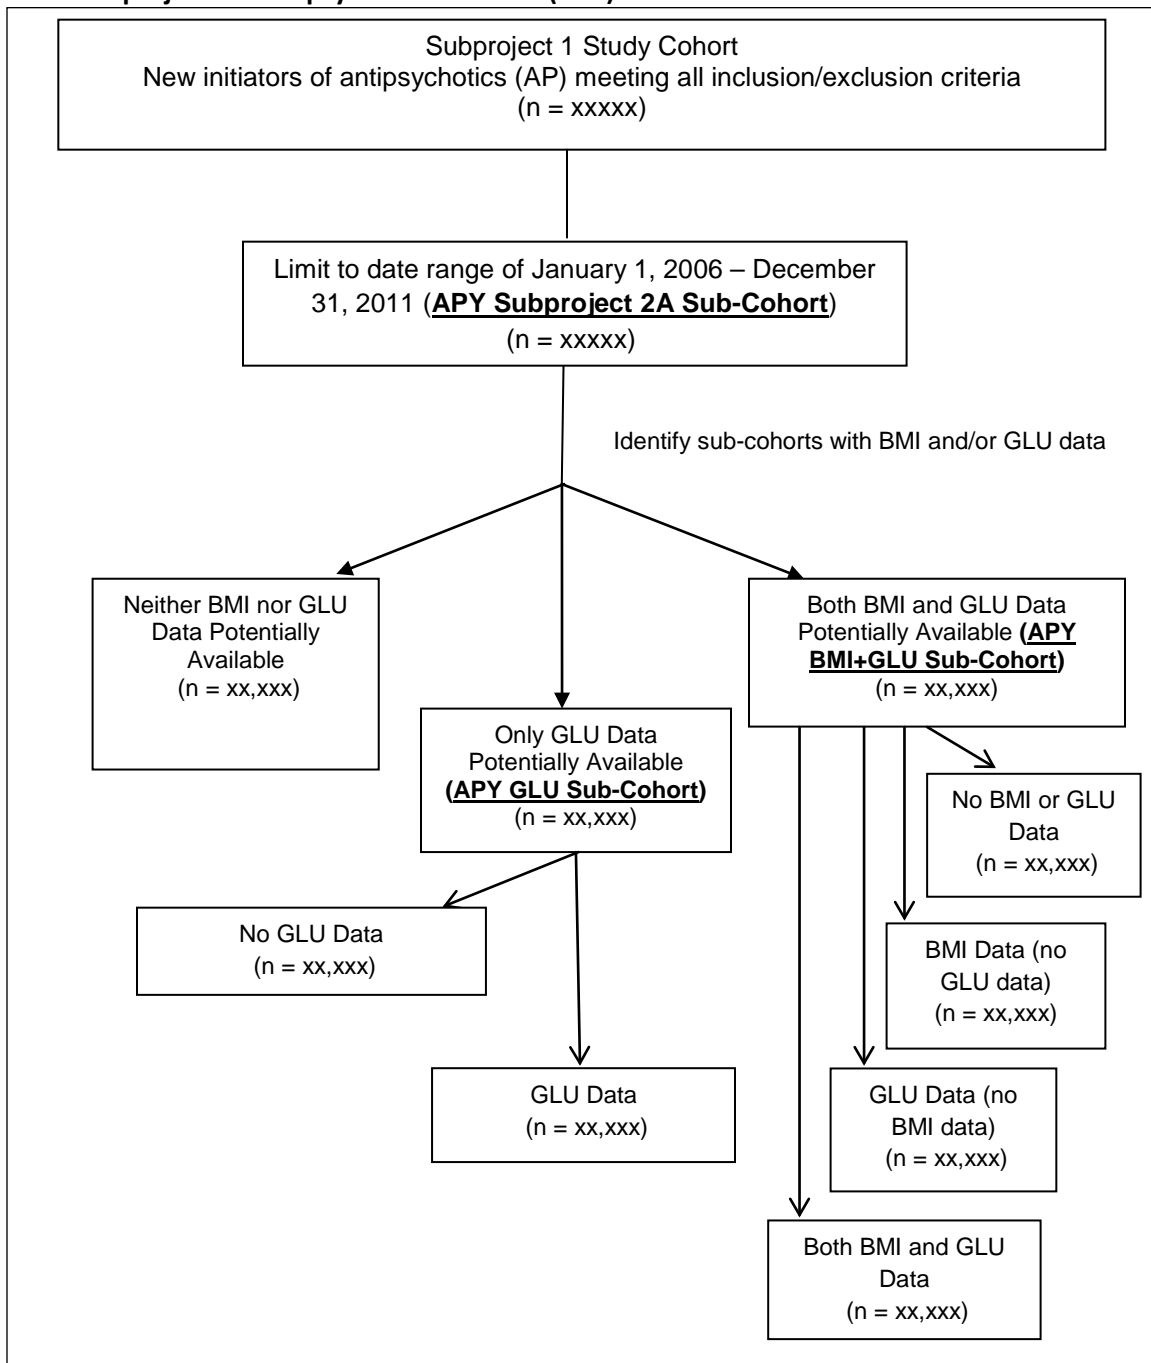 Subproject 1 Study Cohort
New initiators of antipsychotics (AP) meeting all inclusion/exclusion criteria
(n = xxxxx)
Limit to date range of January 1, 2006 – December
31, 2011 (APY Subproject 2A Sub-Cohort)
(n = xxxxx)
Identify sub-cohorts with BMI and/or GLU data
Neither BMI nor GLU
Data Potentially
Available
(n = xx,xxx)
Only GLU Data
Potentially Available
(APY GLU Sub-Cohort)
(n = xx,xxx)
Both BMI and GLU Data
Potentially Available (APY
BMI+GLU Sub-Cohort)
(n = xx,xxx)
No GLU Data
(n = xx,xxx)
GLU Data
(n = xx,xxx)
No BMI or GLU
Data
(n = xx,xxx)
BMI Data (no
GLU data)
(n = xx,xxx)
GLU Data (no
BMI data)
(n = xx,xxx)
Both BMI and GLU
Data
(n = xx,xxx)